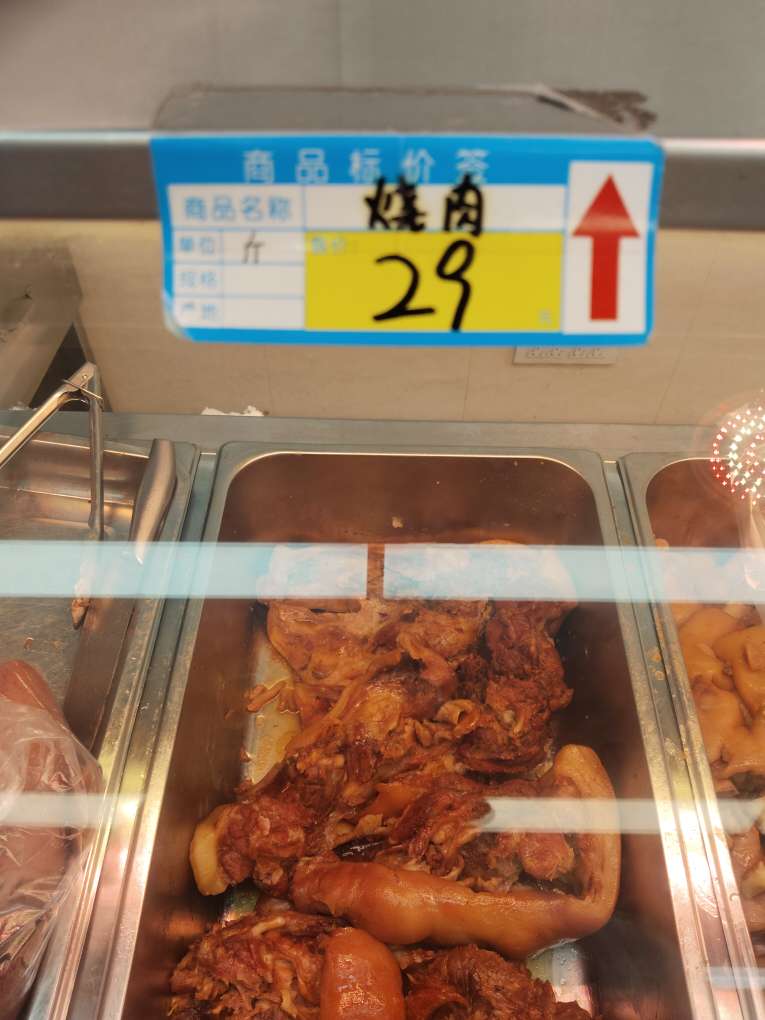 商品标价签
商品名称 烧肉
单位 斤 售价:
29 元
规格
产地